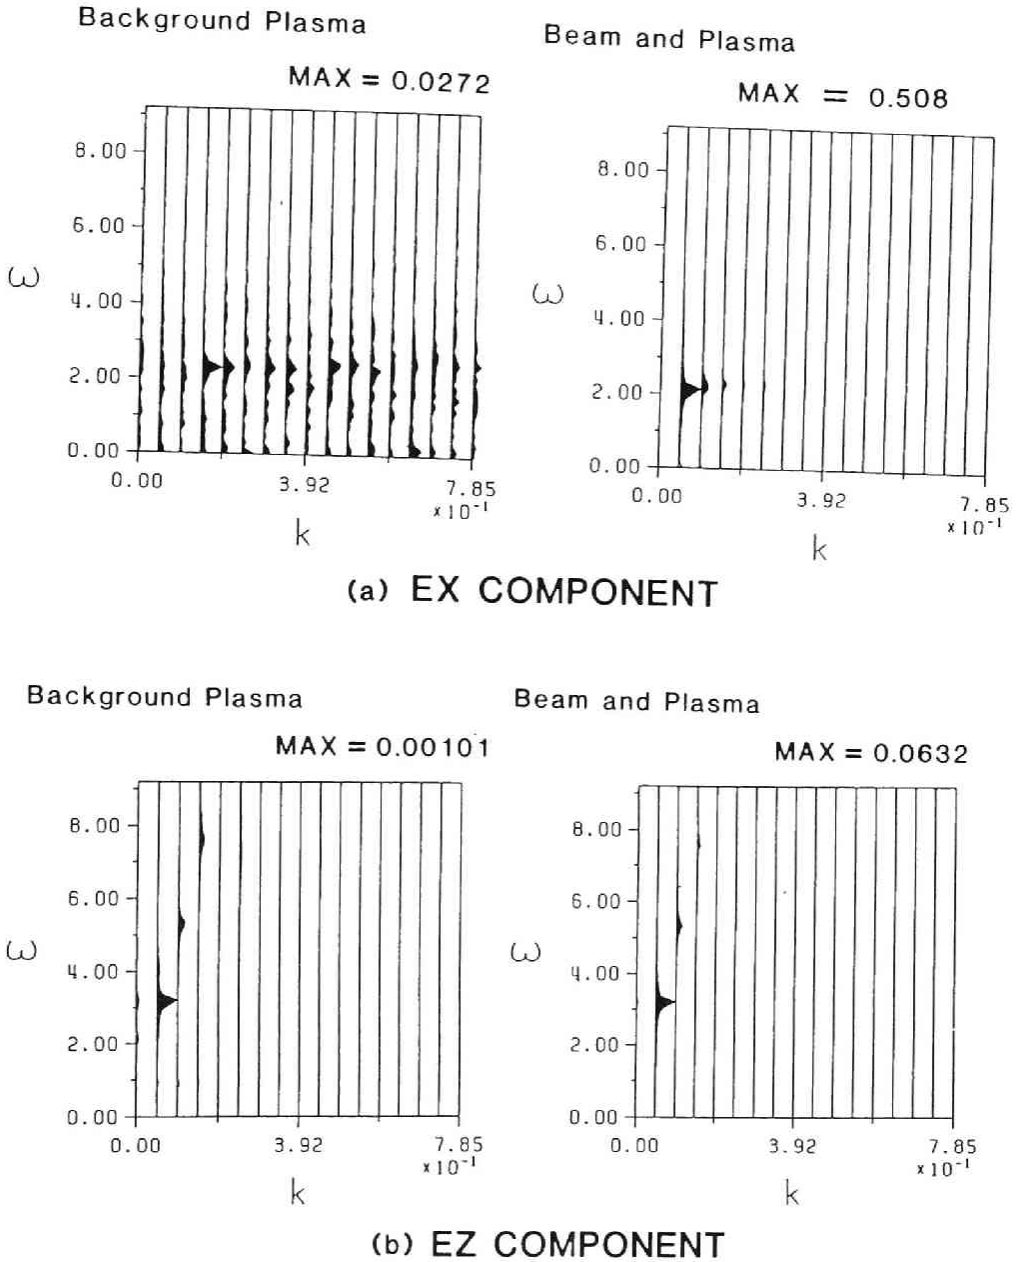 Background Plasma
MAX = 0.0272
8.00
6.00
4.00
2.00
0.00
ω
0.00 3.92 7.85
×10⁻¹
k
Beam and Plasma
MAX = 0.508
8.00
6.00
4.00
2.00
0.00
ω
0.00 3.92 7.85
×10⁻¹
k
(a) EX COMPONENT
Background Plasma
MAX = 0.00101
8.00
6.00
4.00
2.00
0.00
ω
0.00 3.92 7.85
×10⁻¹
k
Beam and Plasma
MAX = 0.0632
8.00
6.00
4.00
2.00
0.00
ω
0.00 3.92 7.85
×10⁻¹
k
(b) EZ COMPONENT